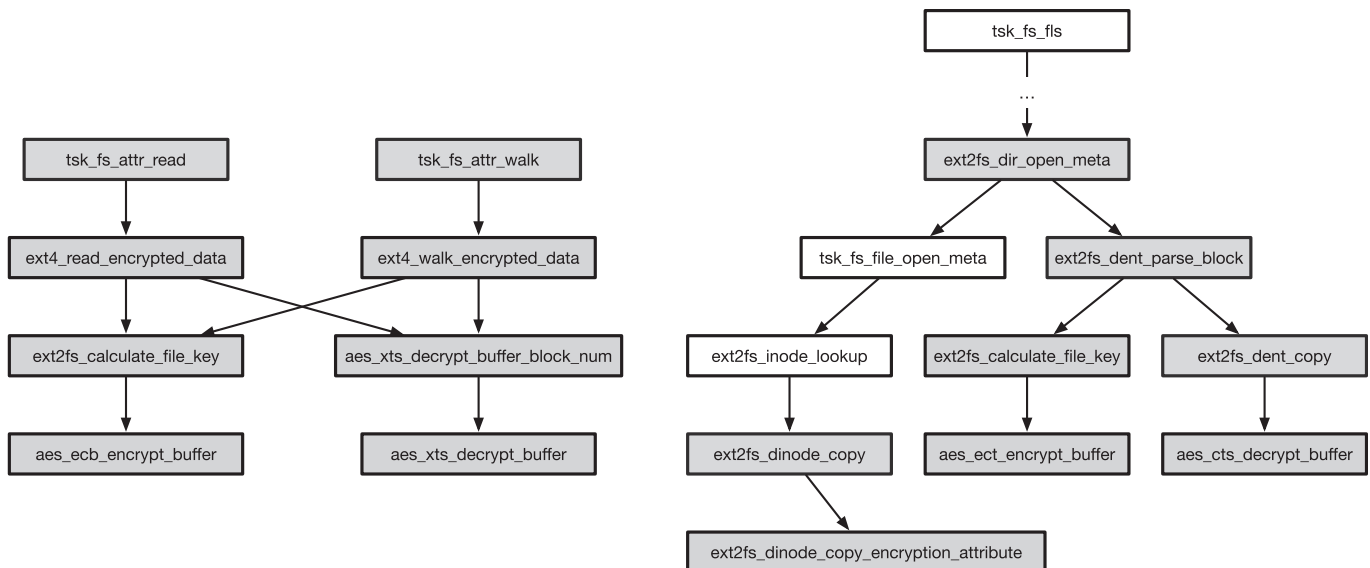 tsk_fs_fls
...
tsk_fs_attr_read
tsk_fs_attr_walk
ext2fs_dir_open_meta
ext4_read_encrypted_data
ext4_walk_encrypted_data
tsk_fs_file_open_meta
ext2fs_dent_parse_block
ext2fs_calculate_file_key
aes_xts_decrypt_buffer_block_num
ext2fs_inode_lookup
ext2fs_calculate_file_key
ext2fs_dent_copy
aes_ecb_encrypt_buffer
aes_xts_decrypt_buffer
ext2fs_dinode_copy
aes_ect_encrypt_buffer
aes_cts_decrypt_buffer
ext2fs_dinode_copy_encryption_attribute